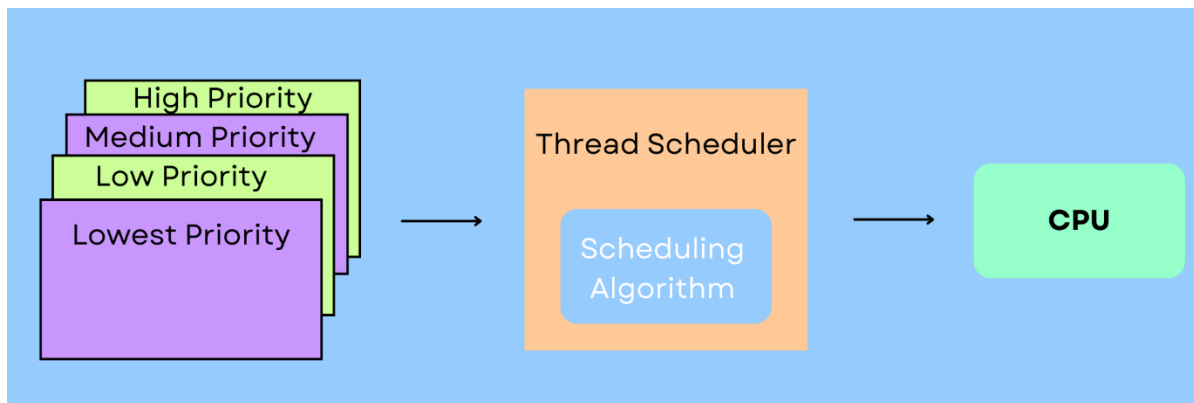 High Priority
Medium Priority
Low Priority
Lowest Priority
Thread Scheduler
Scheduling
Algorithm
CPU